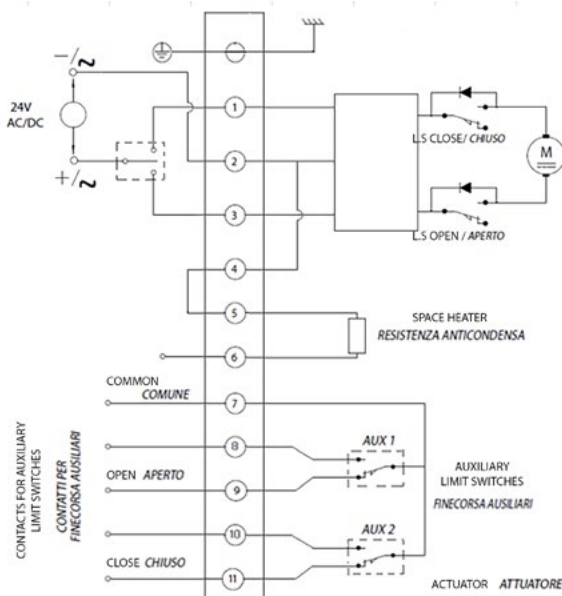 −/~
24V
AC/DC
+/~
1
2
3
4
5
6
7
8
9
10
11
L.S CLOSE/ CHIUSO
M
L.S OPEN / APERTO
SPACE HEATER
RESISTENZA ANTICONDENSA
COMMON
COMUNE
OPEN APERTO
CLOSE CHIUSO
CONTACTS FOR AUXILIARY
LIMIT SWITCHES
CONTATTI PER
FINECORSA AUSILIARI
AUX 1
AUX 2
AUXILIARY
LIMIT SWITCHES
FINECORSA AUSILIARI
ACTUATOR ATTUATORE